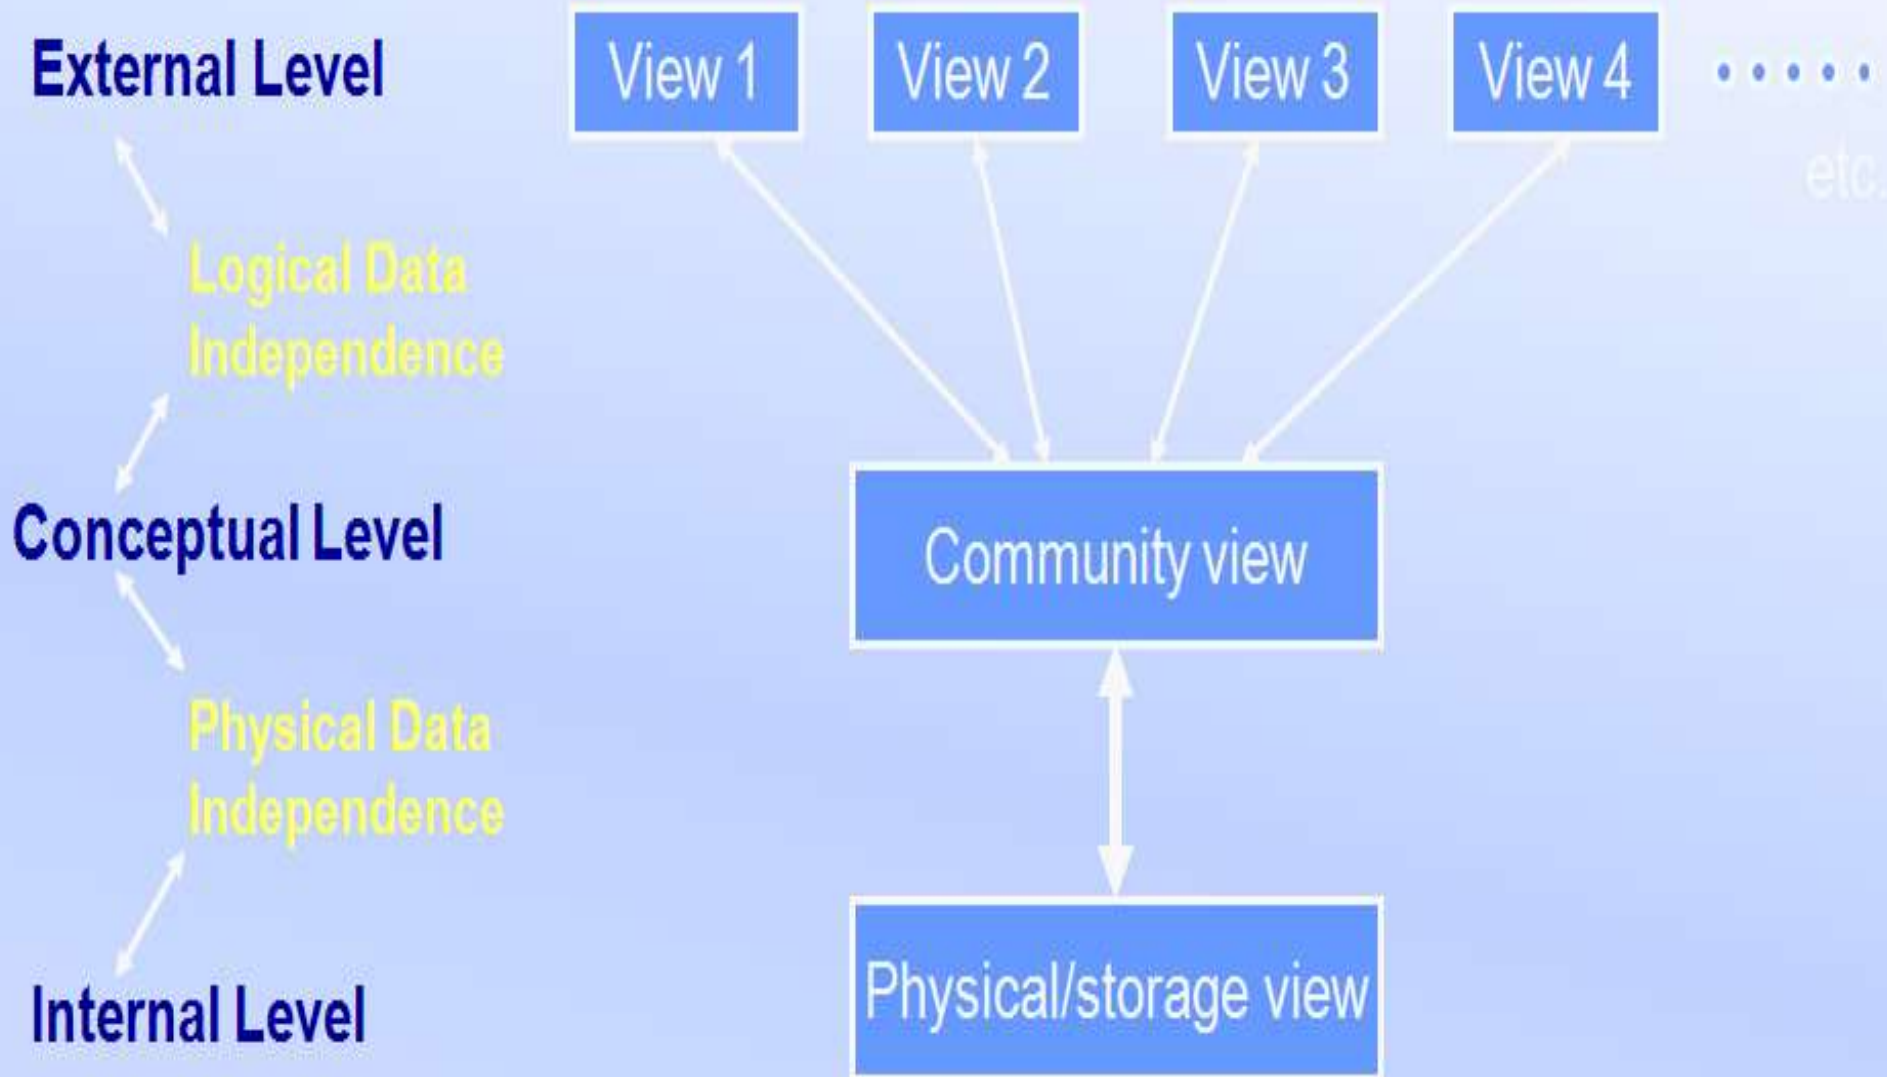 External Level
View 1
View 2
View 3
View 4
.....
etc.
Logical Data
Independence
Conceptual Level
Community view
Physical Data
Independence
Internal Level
Physical/storage view